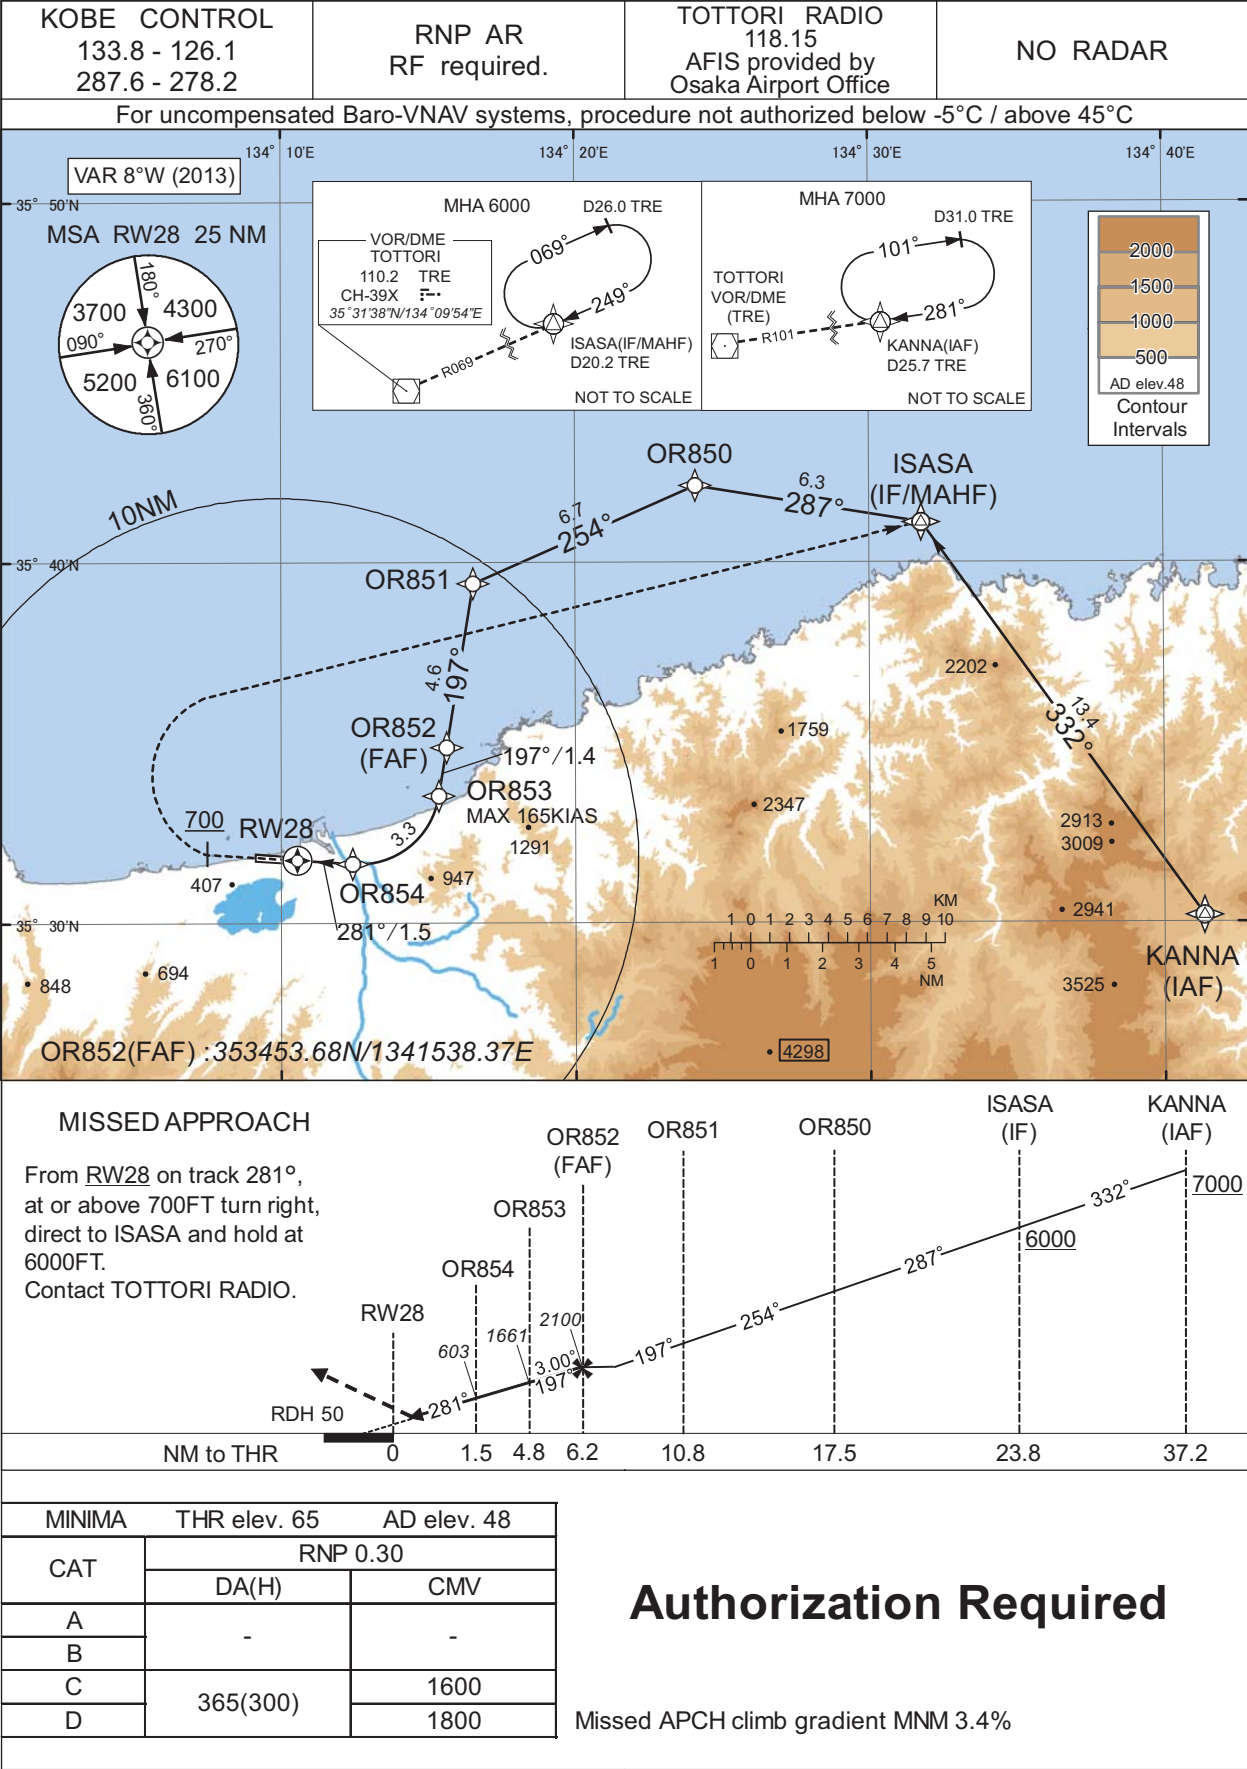 KOBE CONTROL
133.8 - 126.1
287.6 - 278.2
RNP AR
RF required.
TOTTORI RADIO
118.15
AFIS provided by
Osaka Airport Office
NO RADAR
For uncompensated Baro-VNAV systems, procedure not authorized below -5°C / above 45°C
134° 10'E
134° 20'E
134° 30'E
134° 40'E
VAR 8°W (2013)
35° 50'N
MSA RW28 25 NM
180°
3700
4300
090°
270°
5200
6100
360°
MHA 6000
D26.0 TRE
VOR/DME
TOTTORI
110.2 TRE
CH-39X
35°31'38"N/134°09'54"E
069°
249°
ISASA(IF/MAHF)
D20.2 TRE
R069
NOT TO SCALE
MHA 7000
D31.0 TRE
101°
TOTTORI
VOR/DME
(TRE)
281°
R101
KANNA(IAF)
D25.7 TRE
NOT TO SCALE
2000
1500
1000
500
AD elev.48
Contour
Intervals
10NM
OR850
ISASA
(IF/MAHF)
6.3
287°
6.7
254°
35° 40'N
OR851
4.6
197°
2202
13.4
332°
OR852
(FAF)
1759
197°/1.4
OR853
MAX 165KIAS
2347
2913
3009
700
RW28
3.3
1291
407
OR854
947
2941
35° 30'N
281°/1.5
KM
1 0 1 2 3 4 5 6 7 8 9 10
1 0 1 2 3 4 5
NM
KANNA
(IAF)
694
848
3525
4298
OR852(FAF) :353453.68N/1341538.37E
MISSED APPROACH
From RW28 on track 281°,
at or above 700FT turn right,
direct to ISASA and hold at
6000FT.
Contact TOTTORI RADIO.
RW28
OR854
OR853
OR852
(FAF)
OR851
OR850
ISASA
(IF)
KANNA
(IAF)
7000
332°
6000
287°
254°
197°
2100
1661
603
3.00°
197°
281°
RDH 50
NM to THR
0 1.5 4.8 6.2 10.8 17.5 23.8 37.2
MINIMA THR elev. 65 AD elev. 48
CAT
RNP 0.30
DA(H) CMV
A
B
- -
C
D
365(300)
1600
1800
Authorization Required
Missed APCH climb gradient MNM 3.4%